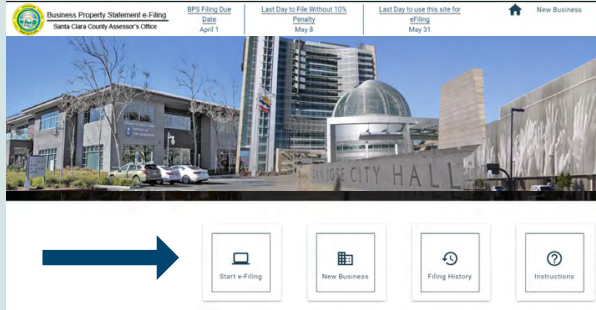 Business Property Statement e-Filing
Santa Clara County Assessor's Office
BPS Filing Due
Date
April 1
Last Day to File Without 10%
Penalty
May 8
Last Day to use this site for
eFiling
May 31
New Business
SAN JOSE CITY HALL
Start e-Filing
New Business
Filing History
Instructions